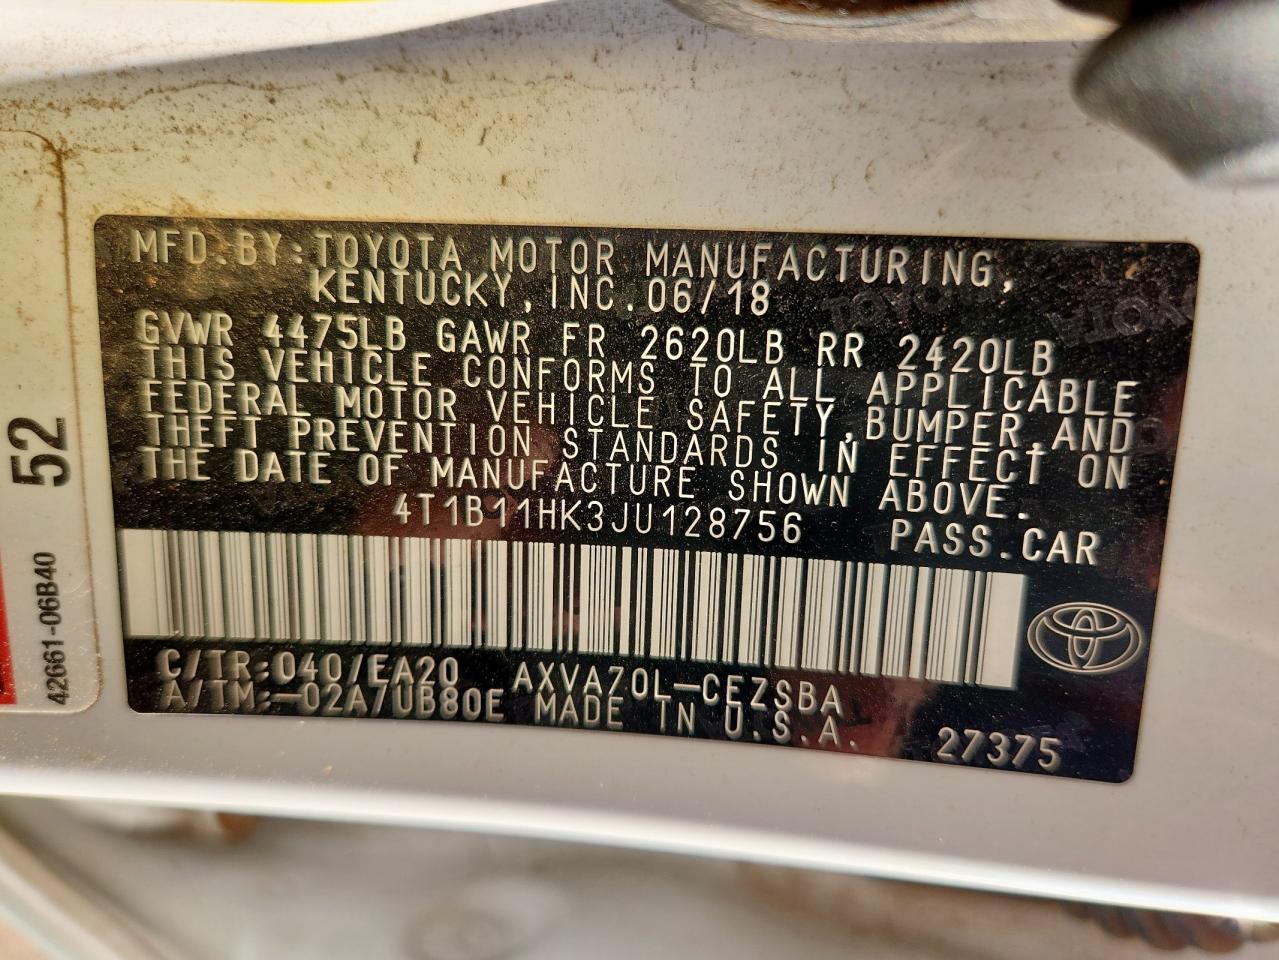 MFD.BY:TOYOTA MOTOR MANUFACTURING,
KENTUCKY,INC.06/18
GVWR 4475LB GAWR FR 2620LB RR 2420LB
THIS VEHICLE CONFORMS TO ALL APPLICABLE
FEDERAL MOTOR VEHICLE SAFETY,BUMPER,AND
THEFT PREVENTION STANDARDS IN EFFECT ON
THE DATE OF MANUFACTURE SHOWN ABOVE.
4T1B11HK3JU128756 PASS.CAR
C/TR:040/EA20 AXVA70L-CEZSBA
A/TM:-02A/UB80E MADE IN U.S.A. 27375
52
42661-06B40